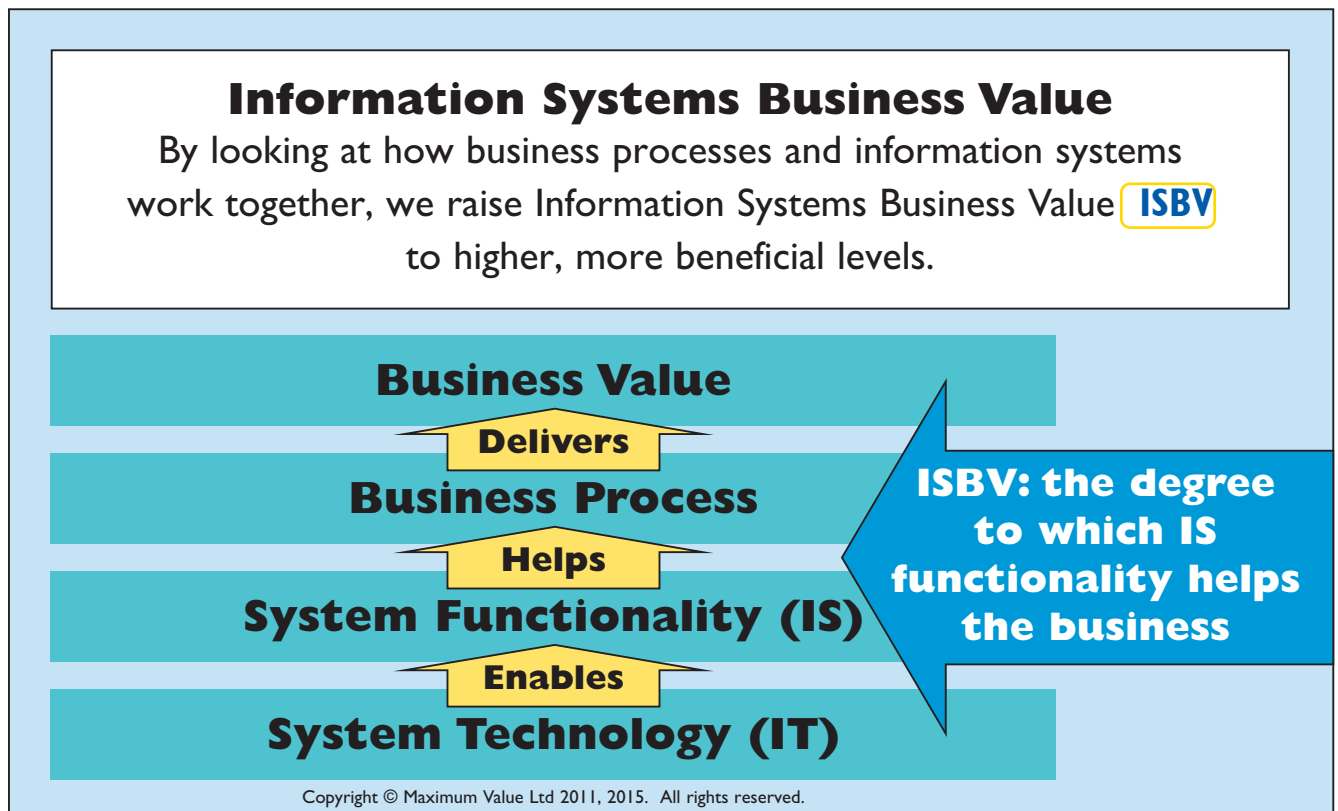 Information Systems Business Value
By looking at how business processes and information systems
work together, we raise Information Systems Business Value ISBV
to higher, more beneficial levels.
Business Value
Delivers
Business Process
Helps
System Functionality (IS)
Enables
System Technology (IT)
ISBV: the degree
to which IS
functionality helps
the business
Copyright © Maximum Value Ltd 2011, 2015. All rights reserved.